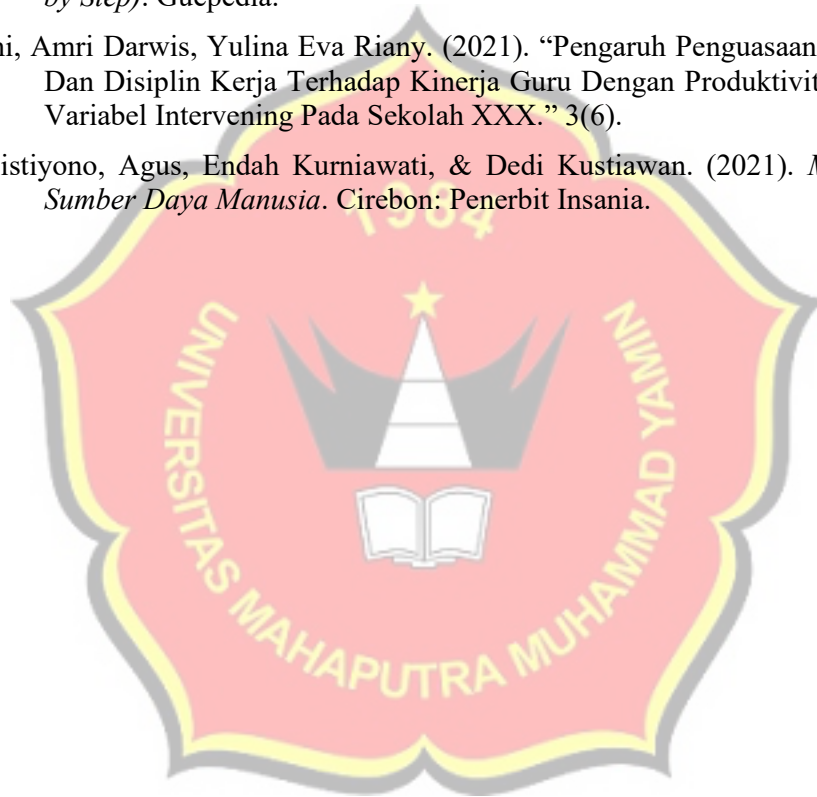 by Step). Guepedia.
ni, Amri Darwis, Yulina Eva Riany. (2021). “Pengaruh Penguasaan
Dan Disiplin Kerja Terhadap Kinerja Guru Dengan Produktivit
Variabel Intervening Pada Sekolah XXX.” 3(6).
istiyono, Agus, Endah Kurniawati, & Dedi Kustiawan. (2021). M
Sumber Daya Manusia. Cirebon: Penerbit Insania.
1984
UNIVERSITAS MAHAPUTRA MUHAMMAD YAMIN